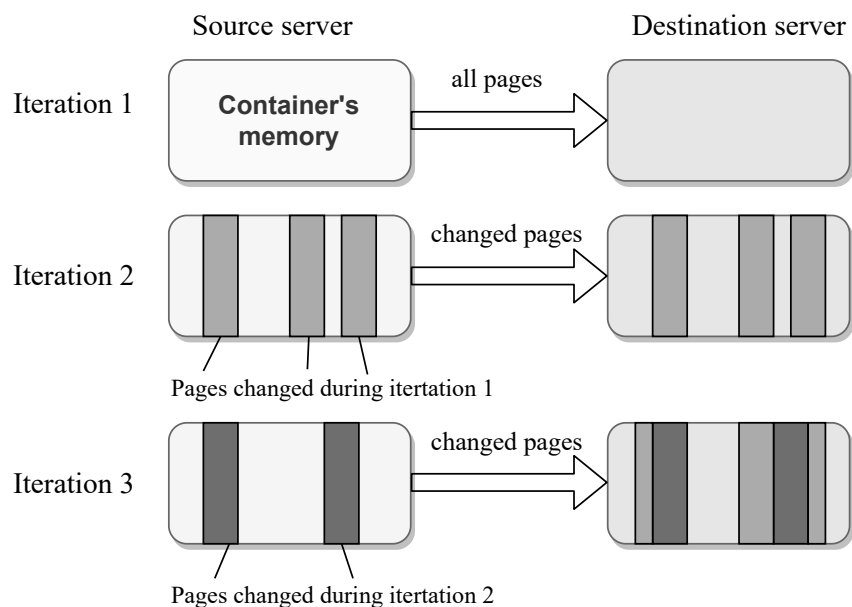 Source server
Destination server
Iteration 1
Container's
memory
all pages
Iteration 2
changed pages
Pages changed during itertation 1
Iteration 3
changed pages
Pages changed during itertation 2